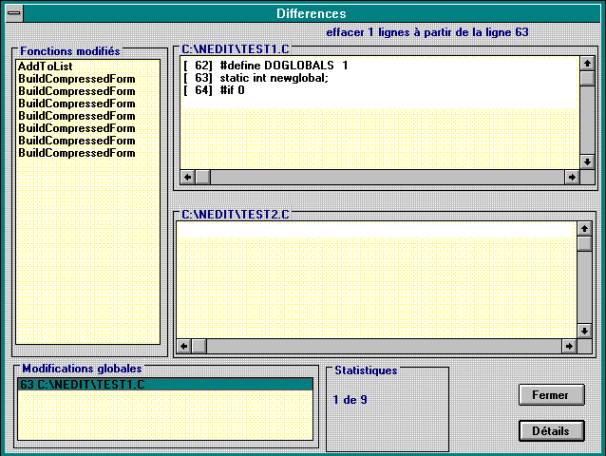 Differences
effacer 1 lignes à partir de la ligne 63
Fonctions modifiés
AddToList
BuildCompressedForm
BuildCompressedForm
BuildCompressedForm
BuildCompressedForm
BuildCompressedForm
BuildCompressedForm
BuildCompressedForm
C:\NEDIT\TEST1.C
[ 62] #define DOGLOBALS 1
[ 63] static int newglobal;
[ 64] #if 0
C:\NEDIT\TEST2.C
Modifications globales
63 C:\NEDIT\TEST1.C
Statistiques
1 de 9
Fermer
Détails